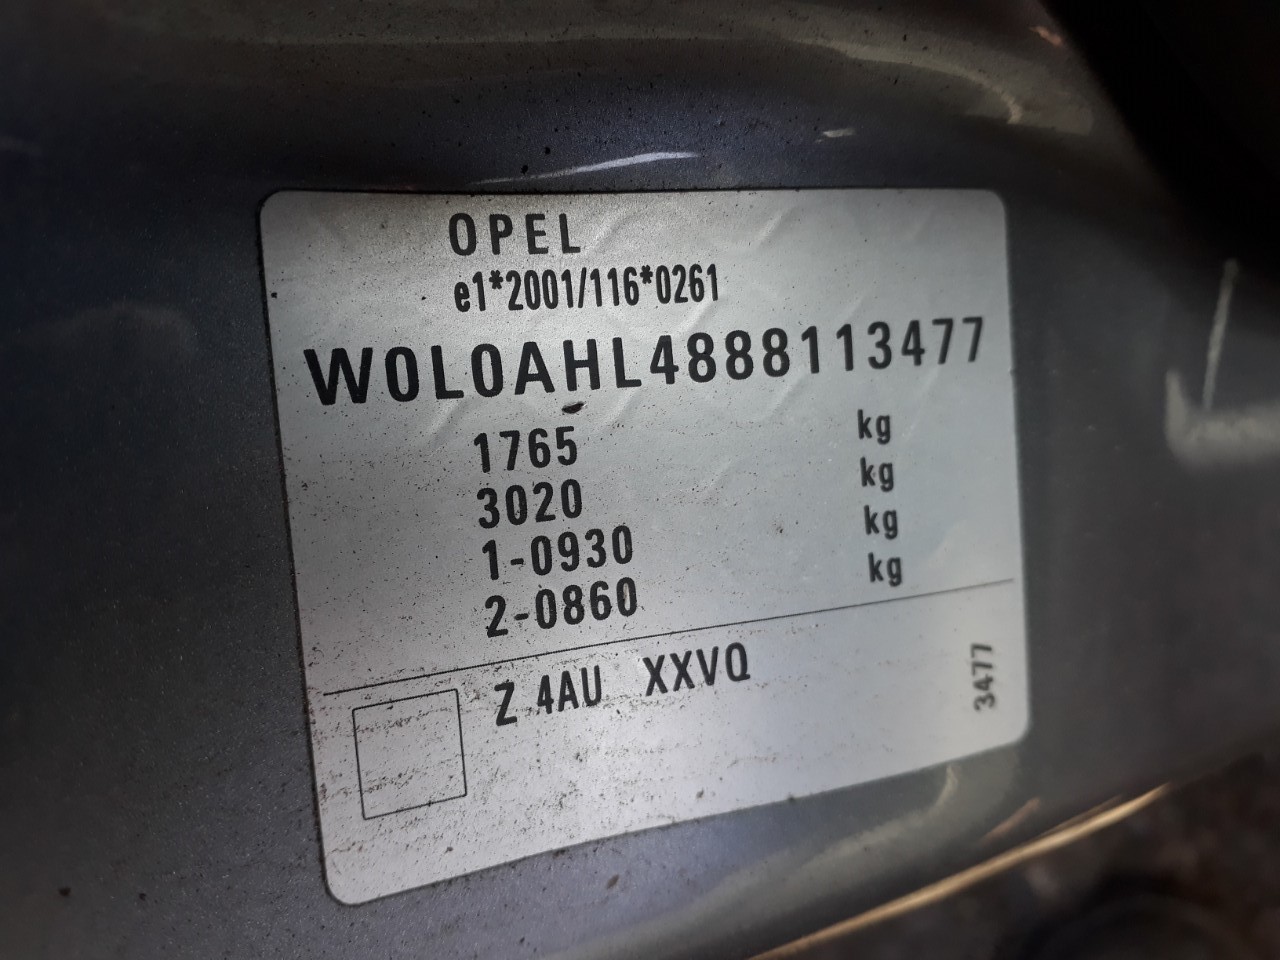 OPEL
e1*2001/116*0261
W0L0AHL4888113477
1765 kg
3020 kg
1-0930 kg
2-0860 kg
Z 4AU XXVQ
3477